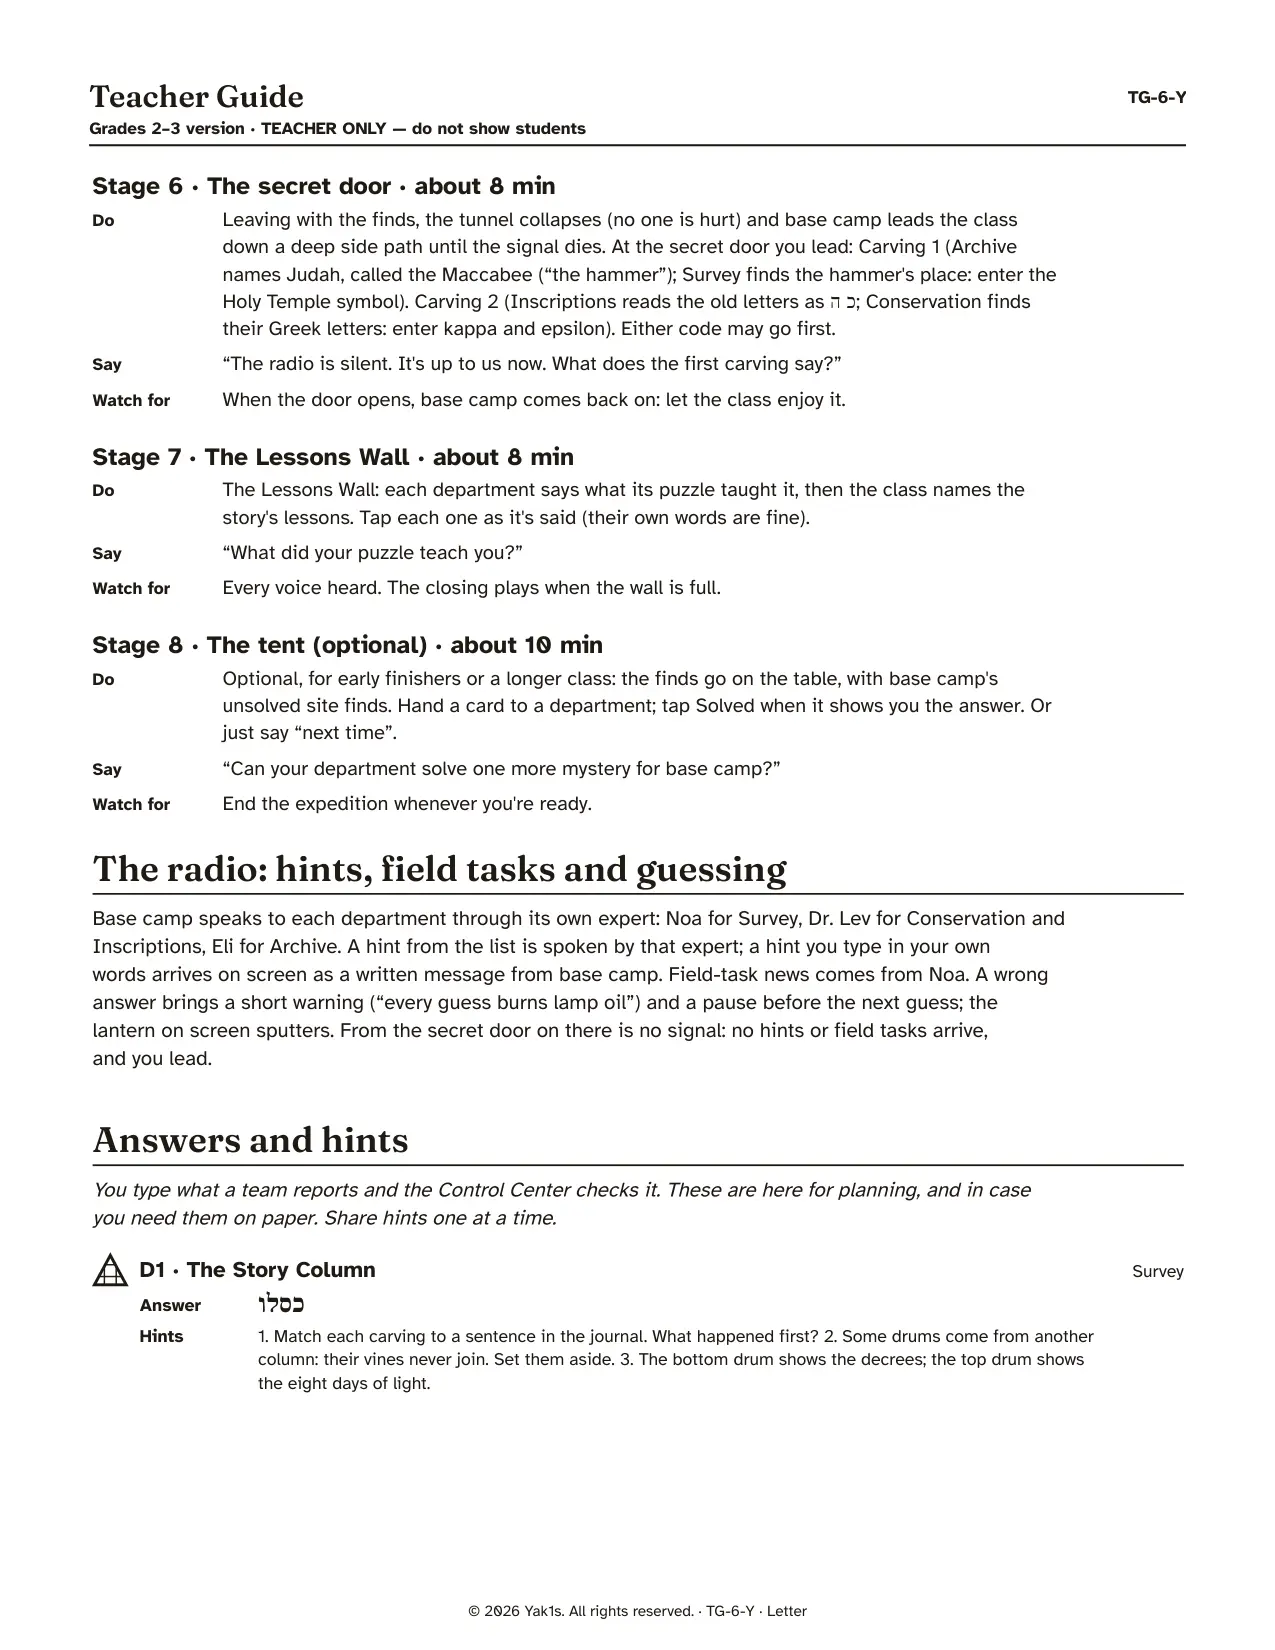 Teacher Guide
TG-6-Y
Grades 2–3 version · TEACHER ONLY — do not show students
Stage 6 · The secret door · about 8 min
Do Leaving with the finds, the tunnel collapses (no one is hurt) and base camp leads the class
down a deep side path until the signal dies. At the secret door you lead: Carving 1 (Archive
names Judah, called the Maccabee (“the hammer”); Survey finds the hammer's place: enter the
Holy Temple symbol). Carving 2 (Inscriptions reads the old letters as כ ה; Conservation finds
their Greek letters: enter kappa and epsilon). Either code may go first.
Say “The radio is silent. It's up to us now. What does the first carving say?”
Watch for When the door opens, base camp comes back on: let the class enjoy it.
Stage 7 · The Lessons Wall · about 8 min
Do The Lessons Wall: each department says what its puzzle taught it, then the class names the
story's lessons. Tap each one as it's said (their own words are fine).
Say “What did your puzzle teach you?”
Watch for Every voice heard. The closing plays when the wall is full.
Stage 8 · The tent (optional) · about 10 min
Do Optional, for early finishers or a longer class: the finds go on the table, with base camp's
unsolved site finds. Hand a card to a department; tap Solved when it shows you the answer. Or
just say “next time”.
Say “Can your department solve one more mystery for base camp?”
Watch for End the expedition whenever you're ready.
The radio: hints, field tasks and guessing
Base camp speaks to each department through its own expert: Noa for Survey, Dr. Lev for Conservation and
Inscriptions, Eli for Archive. A hint from the list is spoken by that expert; a hint you type in your own
words arrives on screen as a written message from base camp. Field-task news comes from Noa. A wrong
answer brings a short warning (“every guess burns lamp oil”) and a pause before the next guess; the
lantern on screen sputters. From the secret door on there is no signal: no hints or field tasks arrive,
and you lead.
Answers and hints
You type what a team reports and the Control Center checks it. These are here for planning, and in case
you need them on paper. Share hints one at a time.
D1 · The Story Column
Survey
Answer כסלו
Hints 1. Match each carving to a sentence in the journal. What happened first? 2. Some drums come from another
column: their vines never join. Set them aside. 3. The bottom drum shows the decrees; the top drum shows
the eight days of light.
© 2026 Yak1s. All rights reserved. · TG-6-Y · Letter